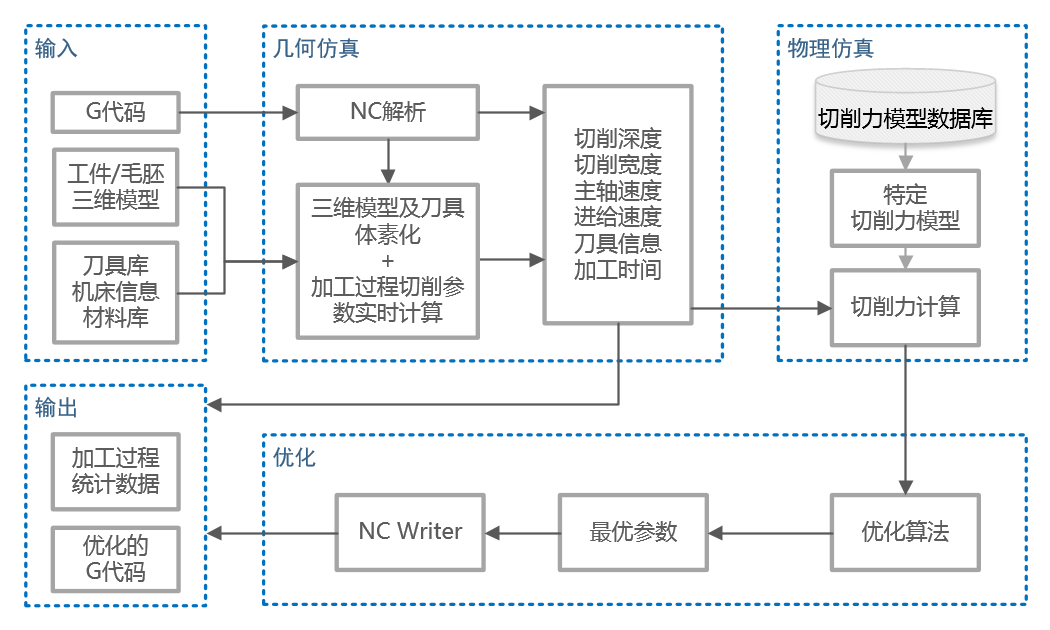 输入
G代码
工件/毛胚
三维模型
刀具库
机床信息
材料库
几何仿真
NC解析
三维模型及刀具
体素化
+
加工过程切削参
数实时计算
切削深度
切削宽度
主轴速度
进给速度
刀具信息
加工时间
物理仿真
切削力模型数据库
特定
切削力模型
切削力计算
输出
加工过程
统计数据
优化的
G代码
优化
NC Writer
最优参数
优化算法